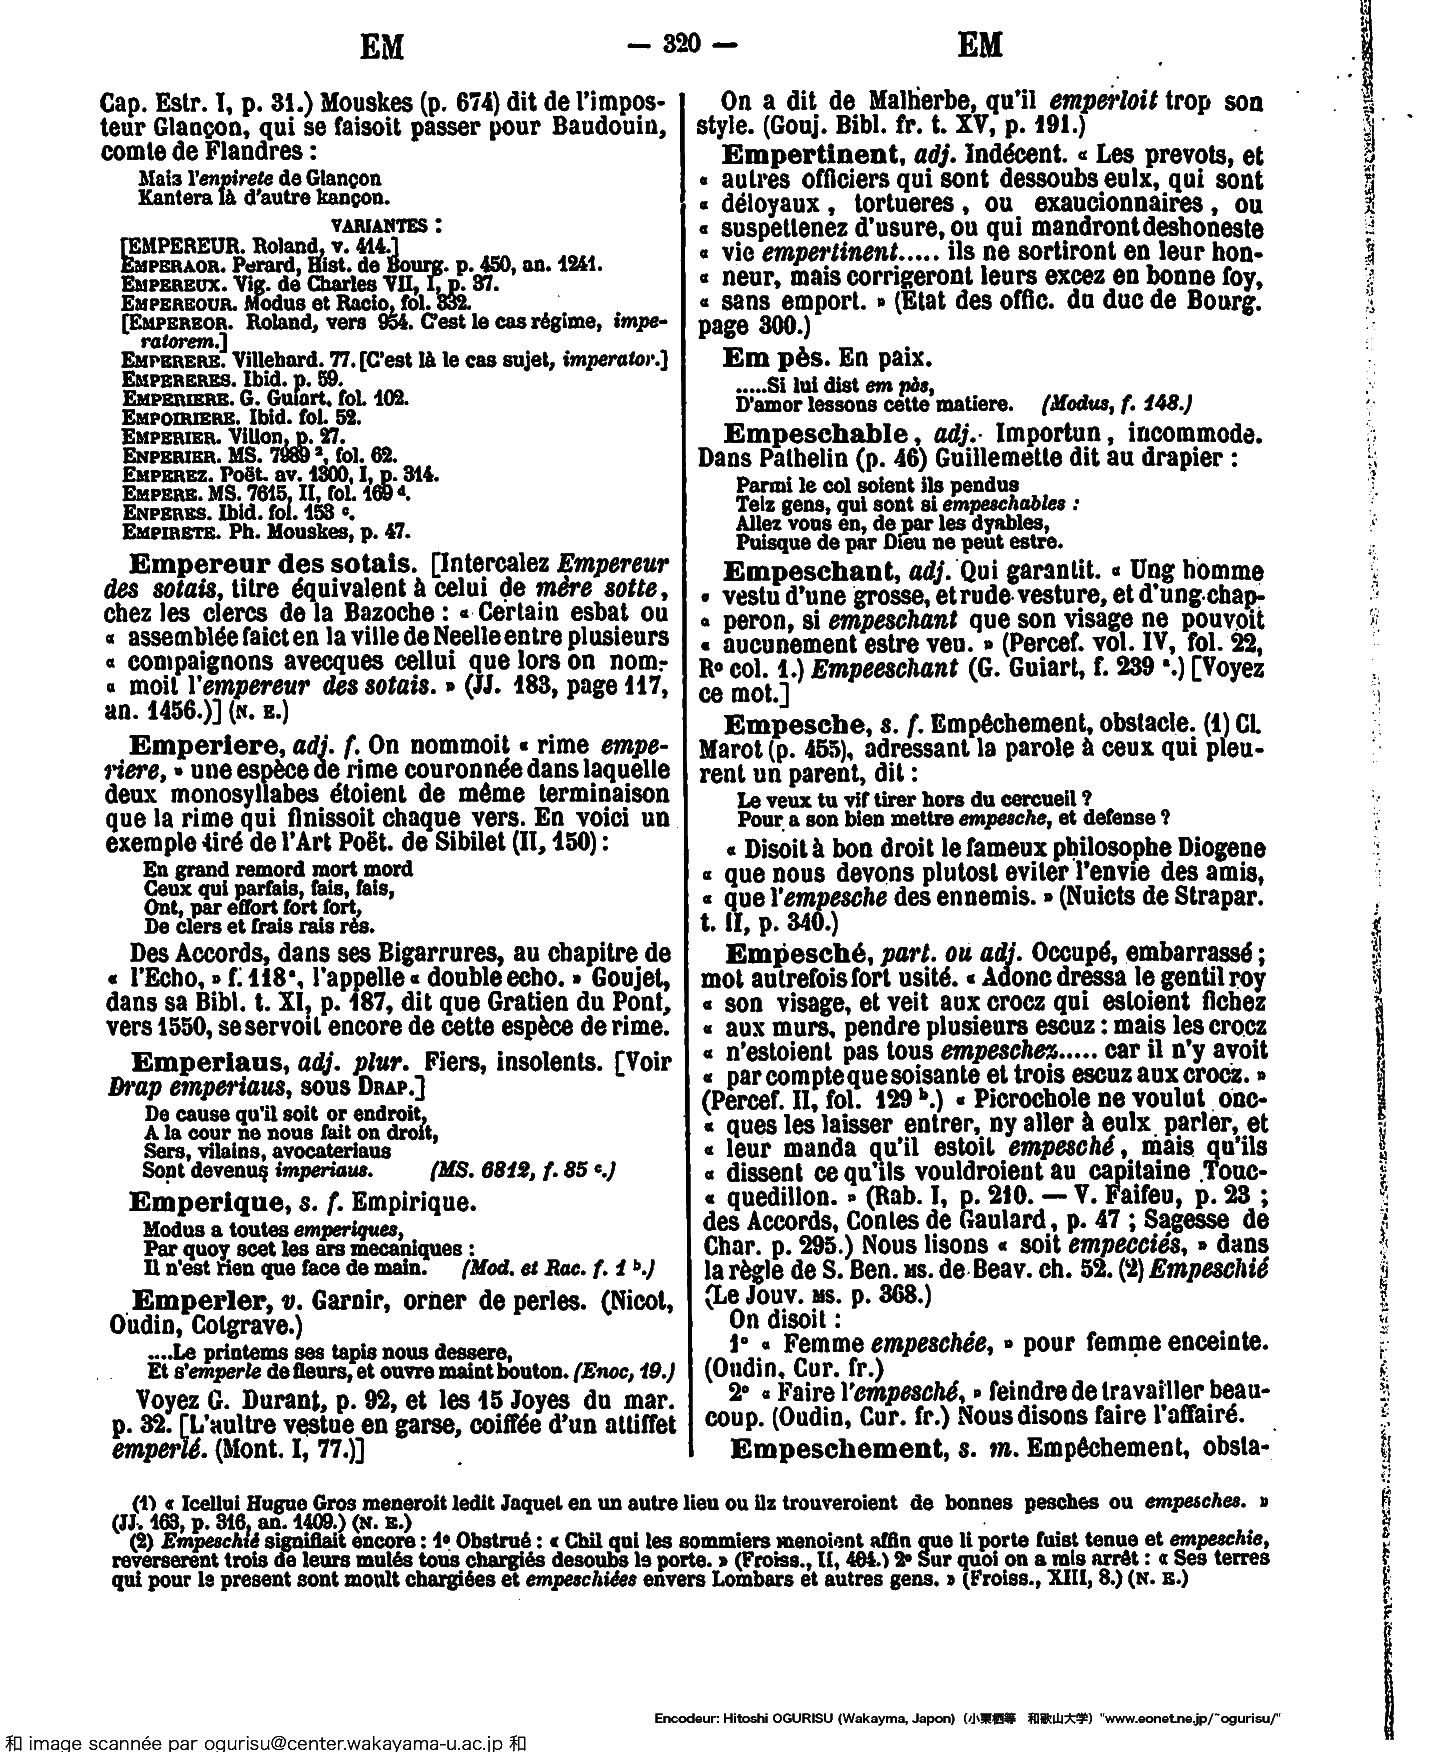 EM — 320 — EM
Cap. Estr. I, p. 31.) Mouskes (p. 674) dit de l'impos-
teur Glançon, qui se faisoit passer pour Baudouin,
comte de Flandres :
Mais l'enpirete de Glançon
Kantera là d'autre kançon.
VARIANTES :
[EMPEREUR. Roland, v. 414.]
EMPERAOR. Perard, Hist. de Bourg. p. 450, an. 1241.
EMPEREUX. Vig. de Charles VII, I, p. 37.
EMPEREOUR. Modus et Racio, fol. 332.
[EMPEREOR. Roland, vers 954. C'est le cas régime, impe-
ratorem.]
EMPERERE. Villehard. 77. [C'est là le cas sujet, imperator.]
EMPERERES. Ibid. p. 59.
EMPERIERE. G. Guiart, fol. 102.
EMPOIRIERE. Ibid. fol. 52.
EMPERIER. Villon, p. 27.
ENPERIER. MS. 7989 ², fol. 62.
EMPEREZ. Poët. av. 1300, I, p. 314.
EMPERE. MS. 7615, II, fol. 169 d.
ENPERES. Ibid. fol. 153 c.
EMPIRETE. Ph. Mouskes, p. 47.
Empereur des sotais. [Intercalez Empereur
des sotais, titre équivalent à celui de mère sotte,
chez les clercs de la Bazoche : « Certain esbat ou
« assemblée faict en la ville de Neelle entre plusieurs
« compaignons avecques cellui que lors on nom-
« moit l'empereur des sotais. » (JJ. 183, page 117,
an. 1456.)] (N. E.)
Emperiere, adj. f. On nommoit « rime empe-
riere, » une espèce de rime couronnée dans laquelle
deux monosyllabes étoient de même terminaison
que la rime qui finissoit chaque vers. En voici un
exemple tiré de l'Art Poët. de Sibilet (II, 150) :
En grand remord mort mord
Ceux qui parfais, fais, fais,
Ont, par effort fort fort,
De clers et frais rais rés.
Des Accords, dans ses Bigarrures, au chapitre de
« l'Echo, » f. 118 a, l'appelle « double echo. » Goujet,
dans sa Bibl. t. XI, p. 187, dit que Gratien du Pont,
vers 1550, se servoit encore de cette espèce de rime.
Emperiaus, adj. plur. Fiers, insolents. [Voir
Drap emperiaus, sous DRAP.]
De cause qu'il soit or endroit,
A la cour ne nous fait on droit,
Sers, vilains, avocateriaus
Sont devenus imperiaus. (MS. 6812, f. 85 c.)
Emperique, s. f. Empirique.
Modus a toutes emperiques,
Par quoy scet les ars mecaniques :
Il n'est rien que face de main. (Mod. et Rac. f. 1 b.)
Emperler, v. Garnir, orner de perles. (Nicot,
Oudin, Cotgrave.)
....Le printems ses tapis nous dessere,
Et s'emperle de fleurs, et ouvre maint bouton. (Enoc, 19.)
Voyez G. Durant, p. 92, et les 15 Joyes du mar.
p. 32. [L'aultre vestue en garse, coiffée d'un attiffet
emperlé. (Mont. I, 77.)]
On a dit de Malherbe, qu'il emperloit trop son
style. (Gouj. Bibl. fr. t. XV, p. 191.)
Empertinent, adj. Indécent. « Les prevots, et
« autres officiers qui sont dessoubs eulx, qui sont
« déloyaux, tortueres, ou exaucionnaires, ou
« suspettenez d'usure, ou qui mandront deshoneste
« vie empertinent..... ils ne sortiront en leur hon-
« neur, mais corrigeront leurs excez en bonne foy,
« sans emport. » (Etat des offic. du duc de Bourg.
page 300.)
Em pès. En paix.
.....Si lui dist em pès,
D'amor lessons cette matiere. (Modus, f. 148.)
Empeschable, adj. Importun, incommode.
Dans Pathelin (p. 46) Guillemette dit au drapier :
Parmi le col soient ils pendus
Telz gens, qui sont si empeschables :
Allez vous en, de par les dyables,
Puisque de par Dieu ne peut estre.
Empeschant, adj. Qui garantit. « Ung homme
« vestu d'une grosse, et rude vesture, et d'ung chap-
« peron, si empeschant que son visage ne pouvoit
« aucunement estre veu. » (Percef. vol. IV, fol. 22,
Ro col. 1.) Empeeschant (G. Guiart, f. 239 a.) [Voyez
ce mot.]
Empesche, s. f. Empêchement, obstacle. (1) Cl.
Marot (p. 455), adressant la parole à ceux qui pleu-
rent un parent, dit :
Le veux tu vif tirer hors du cercueil ?
Pour a son bien mettre empesche, et defense ?
« Disoit à bon droit le fameux philosophe Diogene
« que nous devons plutost eviter l'envie des amis,
« que l'empesche des ennemis. » (Nuicts de Strapar.
t. II, p. 340.)
Empesché, part. ou adj. Occupé, embarrassé ;
mot autrefois fort usité. « Adonc dressa le gentil roy
« son visage, et veit aux crocz qui estoient fichez
« aux murs, pendre plusieurs escuz : mais les crocz
« n'estoient pas tous empeschez..... car il n'y avoit
« par compte que soisante et trois escuz aux crocz. »
(Percef. II, fol. 129 b.) « Picrochole ne voulut onc-
« ques les laisser entrer, ny aller à eulx parler, et
« leur manda qu'il estoit empesché, mais qu'ils
« dissent ce qu'ils vouldroient au capitaine Touc-
« quedillon. » (Rab. I, p. 210. — V. Faifeu, p. 23 ;
des Accords, Contes de Gaulard, p. 47 ; Sagesse de
Char. p. 295.) Nous lisons « soit empecciés, » dans
la règle de S. Ben. MS. de Beav. ch. 52. (2) Empeschié
(Le Jouv. MS. p. 368.)
On disoit :
1o « Femme empeschée, » pour femme enceinte.
(Oudin, Cur. fr.)
2o « Faire l'empesché, » feindre de travailler beau-
coup. (Oudin, Cur. fr.) Nous disons faire l'affairé.
Empeschement, s. m. Empêchement, obsta-
(1) « Icellui Hugue Gros meneroit ledit Jaquet en un autre lieu ou ilz trouveroient de bonnes pesches ou empesches. »
(JJ. 163, p. 316, an. 1409.) (N. E.)
(2) Empeschié signifiait encore : 1o Obstrué : « Chil qui les sommiers menoient affin que li porte fuist tenue et empeschie,
reverserent trois de leurs mulés tous chargiés desoubs le porte. » (Froiss., II, 404.) 2o Sur quoi on a mis arrêt : « Ses terres
qui pour le present sont moult chargiées et empeschiées envers Lombars et autres gens. » (Froiss., XIII, 8.) (N. E.)
Encodeur: Hitoshi OGURISU (Wakayma, Japon) (小栗栖等 和歌山大学) "www.eonet.ne.jp/~ogurisu/"
和 image scannée par ogurisu@center.wakayama-u.ac.jp 和